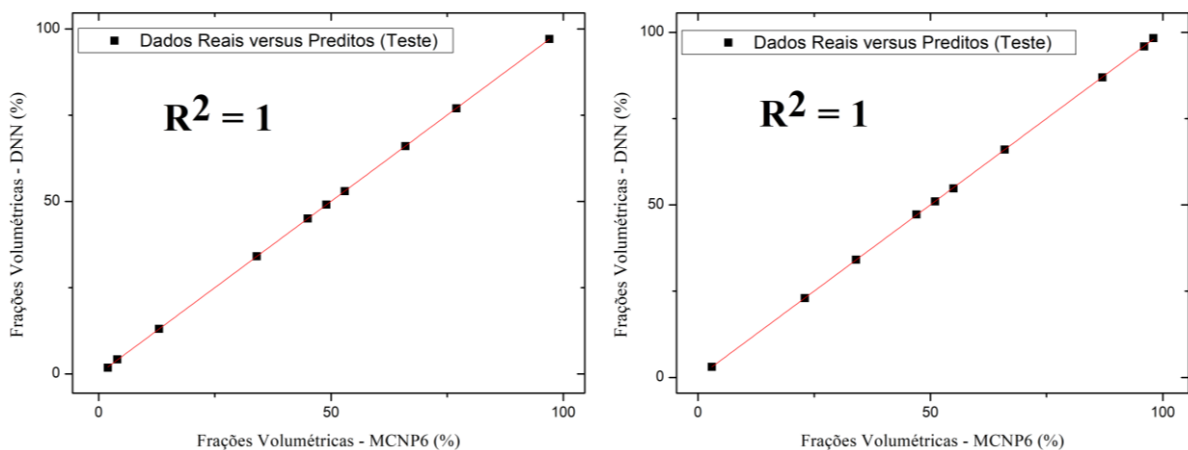 100
50
0
Frações Volumétricas - DNN (%)
Dados Reais versus Preditos (Teste)
R² = 1
0
50
100
Frações Volumétricas - MCNP6 (%)
100
50
0
Frações Volumétricas - DNN (%)
Dados Reais versus Preditos (Teste)
R² = 1
0
50
100
Frações Volumétricas - MCNP6 (%)